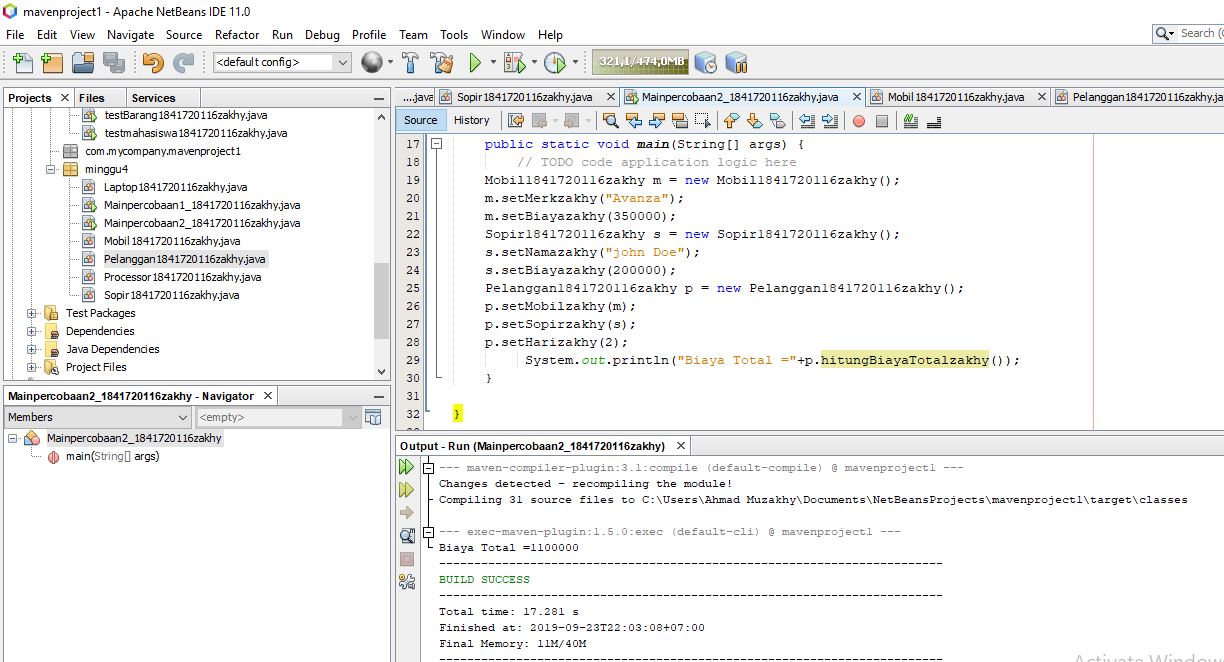 mavenproject1 - Apache NetBeans IDE 11.0
File Edit View Navigate Source Refactor Run Debug Profile Team Tools Window Help
Search (C
<default config>
321,1/474,0MB
Projects Files Services
testBarang1841720116zakhy.java
testmahasiswa1841720116zakhy.java
com.mycompany.mavenproject1
minggu4
Laptop1841720116zakhy.java
Mainpercobaan1_1841720116zakhy.java
Mainpercobaan2_1841720116zakhy.java
Mobil1841720116zakhy.java
Pelanggan1841720116zakhy.java
Processor1841720116zakhy.java
Sopir1841720116zakhy.java
Test Packages
Dependencies
Java Dependencies
Project Files
Mainpercobaan2_1841720116zakhy - Navigator
Members
<empty>
Mainpercobaan2_1841720116zakhy
main(String[] args)
....java Sopir1841720116zakhy.java Mainpercobaan2_1841720116zakhy.java Mobil1841720116zakhy.java Pelanggan1841720116zakhy.ja
Source History
17 public static void main(String[] args) {
18 // TODO code application logic here
19 Mobil1841720116zakhy m = new Mobil1841720116zakhy();
20 m.setMerkzakhy("Avanza");
21 m.setBiayazakhy(350000);
22 Sopir1841720116zakhy s = new Sopir1841720116zakhy();
23 s.setNamazakhy("john Doe");
24 s.setBiayazakhy(200000);
25 Pelanggan1841720116zakhy p = new Pelanggan1841720116zakhy();
26 p.setMobilzakhy(m);
27 p.setSopirzakhy(s);
28 p.setHarizakhy(2);
29 System.out.println("Biaya Total ="+p.hitungBiayaTotalzakhy());
30 }
31
32 }
Output - Run (Mainpercobaan2_1841720116zakhy)
--- maven-compiler-plugin:3.1:compile (default-compile) @ mavenproject1 ---
Changes detected - recompiling the module!
Compiling 31 source files to C:\Users\Ahmad Muzakhy\Documents\NetBeansProjects\mavenproject1\target\classes
--- exec-maven-plugin:1.5.0:exec (default-cli) @ mavenproject1 ---
Biaya Total =1100000
------------------------------------------------------------------------
BUILD SUCCESS
------------------------------------------------------------------------
Total time: 17.281 s
Finished at: 2019-09-23T22:03:08+07:00
Final Memory: 11M/40M
------------------------------------------------------------------------